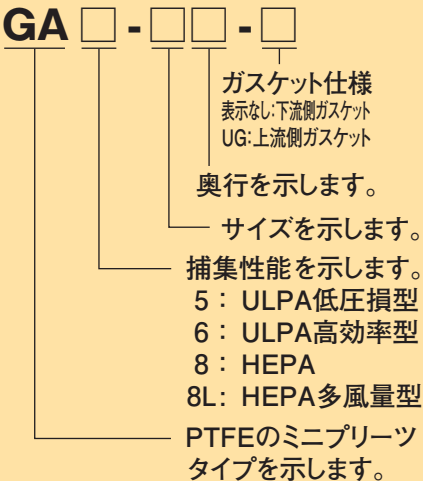 GA □ - □□ - □
ガスケット仕様
表示なし:下流側ガスケット
UG:上流側ガスケット
奥行を示します。
サイズを示します。
捕集性能を示します。
5： ULPA低圧損型
6： ULPA高効率型
8： HEPA
8L: HEPA多風量型
PTFEのミニプリーツ
タイプを示します。